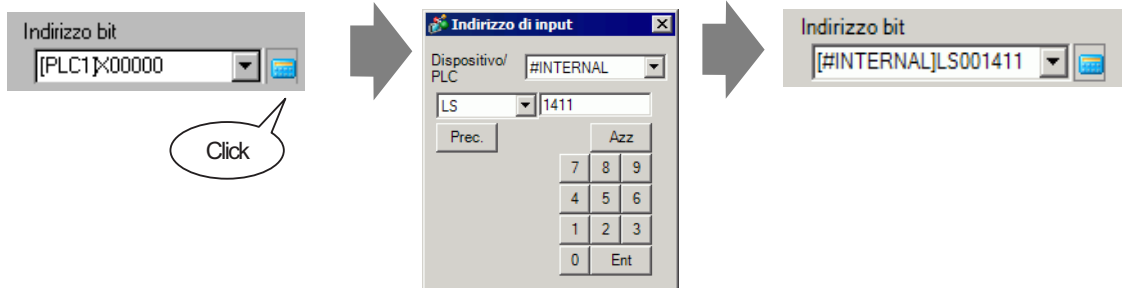 Indirizzo bit
[PLC1]X00000
Click
Indirizzo di input
Dispositivo/
PLC
#INTERNAL
LS
1411
Prec.
Azz
7 8 9
4 5 6
1 2 3
0 Ent
Indirizzo bit
[#INTERNAL]LS001411